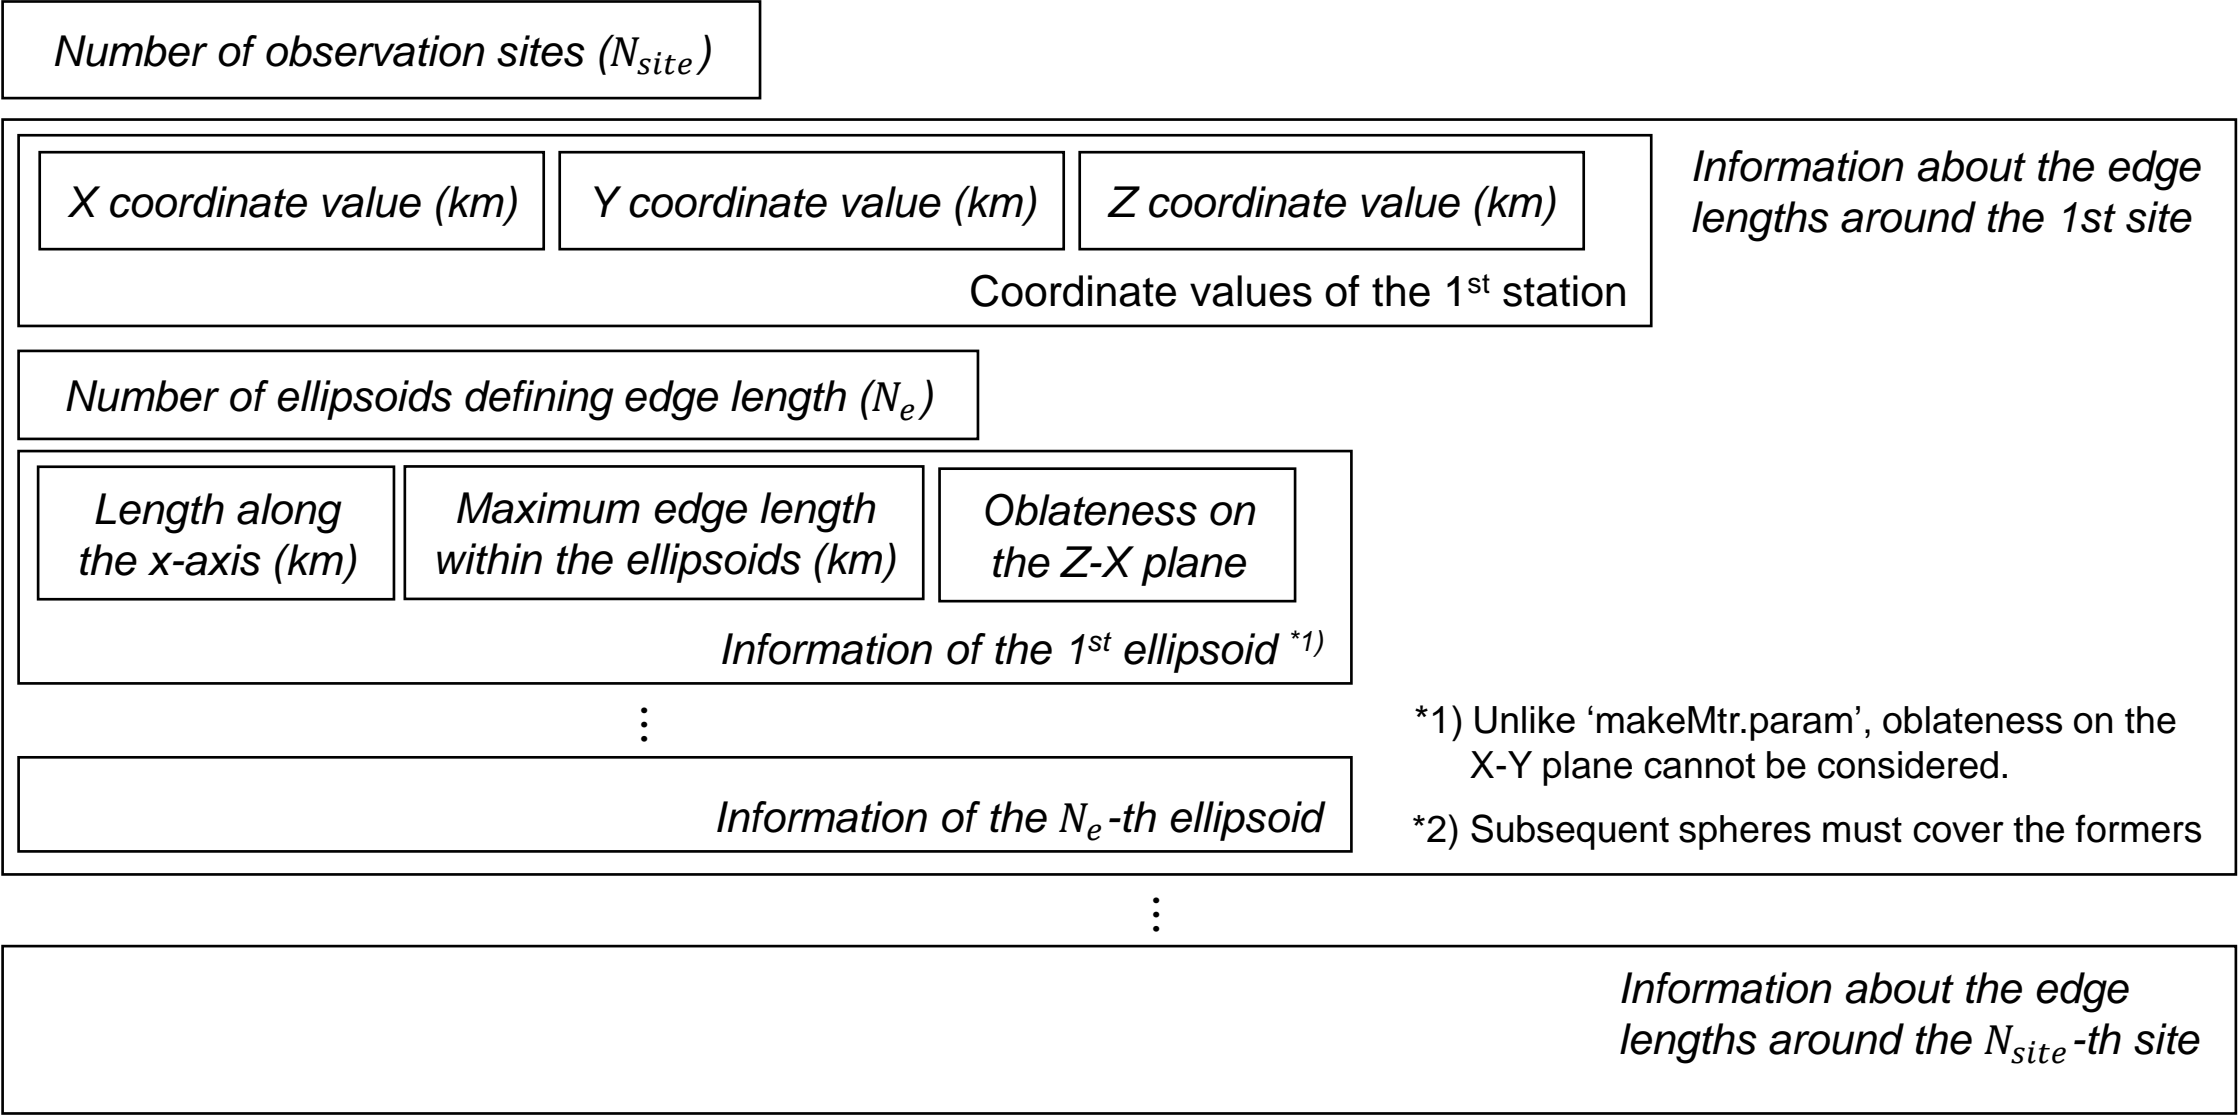 Number of observation sites (N_site)
X coordinate value (km)
Y coordinate value (km)
Z coordinate value (km)
Coordinate values of the 1st station
Information about the edge
lengths around the 1st site
Number of ellipsoids defining edge length (N_e)
Length along
the x-axis (km)
Maximum edge length
within the ellipsoids (km)
Oblateness on
the Z-X plane
Information of the 1st ellipsoid *1)
⋮
Information of the N_e-th ellipsoid
*1) Unlike ‘makeMtr.param’, oblateness on the
X-Y plane cannot be considered.
*2) Subsequent spheres must cover the formers
⋮
Information about the edge
lengths around the N_site-th site